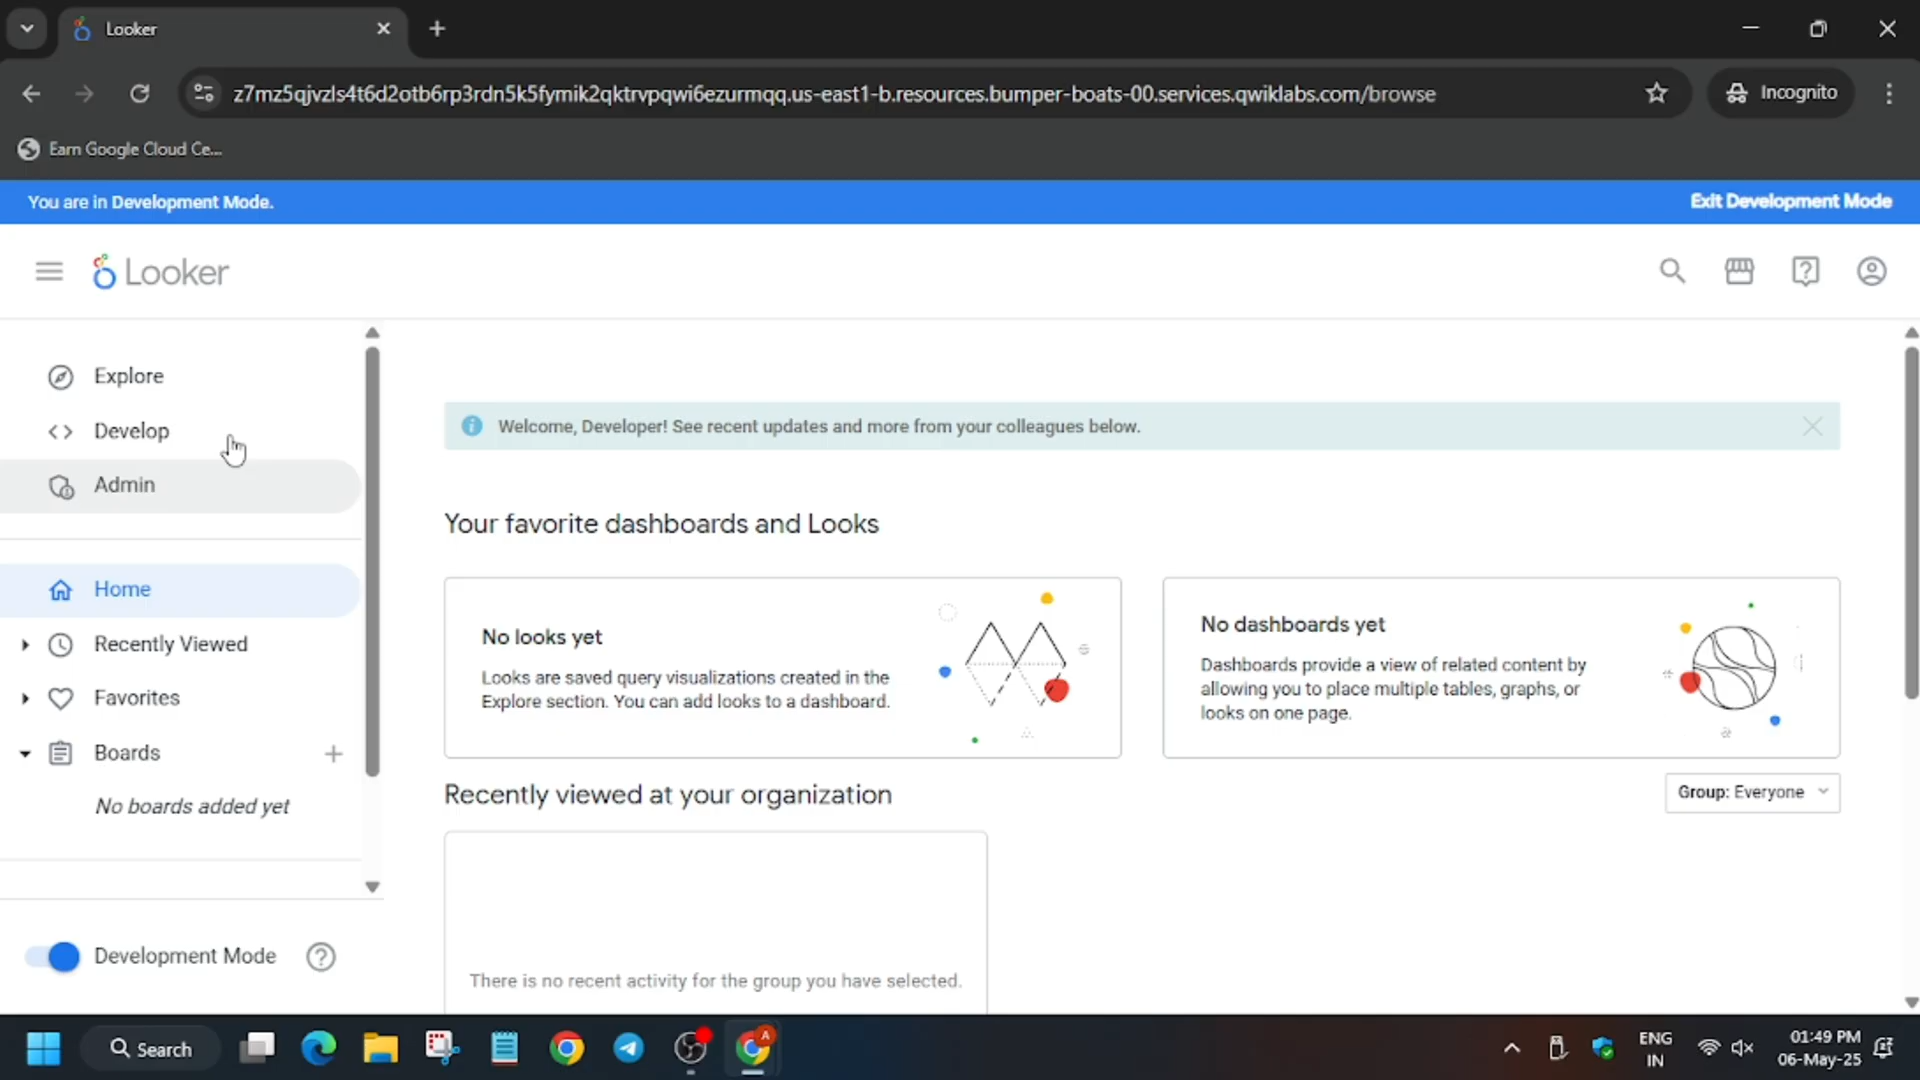 Looker
z7mz5qjvzls4t6d2otb6rp3rdn5k5fymik2qktrvpqwi6ezurmqq.us-east1-b.resources.bumper-boats-00.services.qwiklabs.com/browse
Incognito
Earn Google Cloud Ce...
You are in Development Mode.
Exit Development Mode
Looker
Explore
Develop
Admin
Home
Recently Viewed
Favorites
Boards
No boards added yet
Development Mode
Welcome, Developer! See recent updates and more from your colleagues below.
Your favorite dashboards and Looks
No looks yet
Looks are saved query visualizations created in the
Explore section. You can add looks to a dashboard.
No dashboards yet
Dashboards provide a view of related content by
allowing you to place multiple tables, graphs, or
looks on one page.
Recently viewed at your organization
Group: Everyone
There is no recent activity for the group you have selected.
Search
A
ENG
IN
01:49 PM
06-May-25